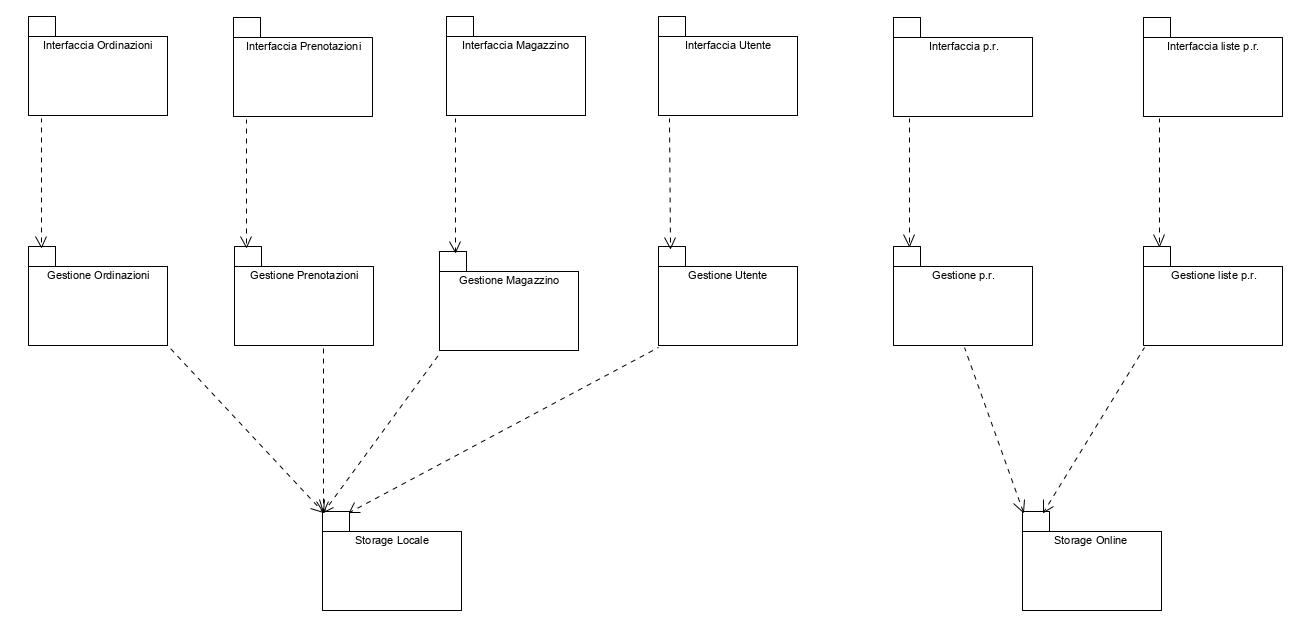 Interfaccia Ordinazioni
Interfaccia Prenotazioni
Interfaccia Magazzino
Interfaccia Utente
Interfaccia p.r.
Interfaccia liste p.r.
Gestione Ordinazioni
Gestione Prenotazioni
Gestione Magazzino
Gestione Utente
Gestione p.r.
Gestione liste p.r.
Storage Locale
Storage Online